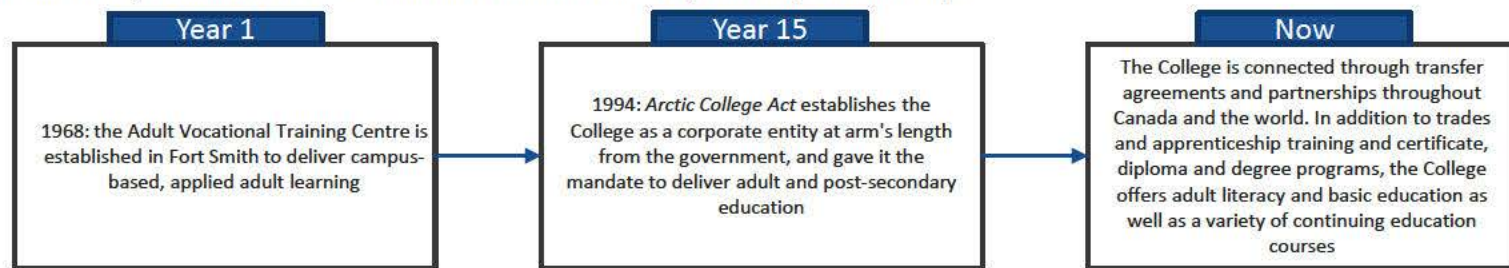 Year 1
1968: the Adult Vocational Training Centre is
established in Fort Smith to deliver campus-
based, applied adult learning
Year 15
1994: Arctic College Act establishes the
College as a corporate entity at arm's length
from the government, and gave it the
mandate to deliver adult and post-secondary
education
Now
The College is connected through transfer
agreements and partnerships throughout
Canada and the world. In addition to trades
and apprenticeship training and certificate,
diploma and degree programs, the College
offers adult literacy and basic education as
well as a variety of continuing education
courses